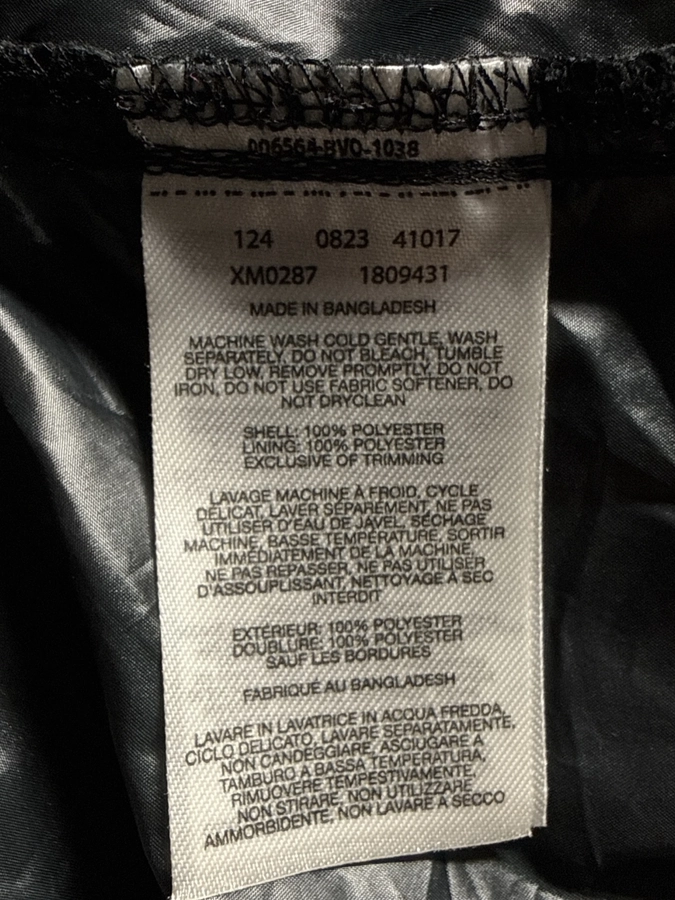 006564-BVO-1038
124 0823 41017
XM0287 1809431
MADE IN BANGLADESH
MACHINE WASH COLD GENTLE, WASH
SEPARATELY, DO NOT BLEACH, TUMBLE
DRY LOW, REMOVE PROMPTLY, DO NOT
IRON, DO NOT USE FABRIC SOFTENER, DO
NOT DRYCLEAN
SHELL: 100% POLYESTER
LINING: 100% POLYESTER
EXCLUSIVE OF TRIMMING
LAVAGE MACHINE À FROID, CYCLE
DÉLICAT, LAVER SÉPARÉMENT, NE PAS
UTILISER D'EAU DE JAVEL, SÉCHAGE
MACHINE, BASSE TEMPÉRATURE, SORTIR
IMMÉDIATEMENT DE LA MACHINE,
NE PAS REPASSER, NE PAS UTILISER
D'ASSOUPLISSANT, NETTOYAGE À SEC
INTERDIT
EXTÉRIEUR: 100% POLYESTER
DOUBLURE: 100% POLYESTER
SAUF LES BORDURES
FABRIQUÉ AU BANGLADESH
LAVARE IN LAVATRICE IN ACQUA FREDDA,
CICLO DELICATO, LAVARE SEPARATAMENTE,
NON CANDEGGIARE, ASCIUGARE A
TAMBURO A BASSA TEMPERATURA,
RIMUOVERE TEMPESTIVAMENTE,
NON STIRARE, NON UTILIZZARE
AMMORBIDENTE, NON LAVARE A SECCO